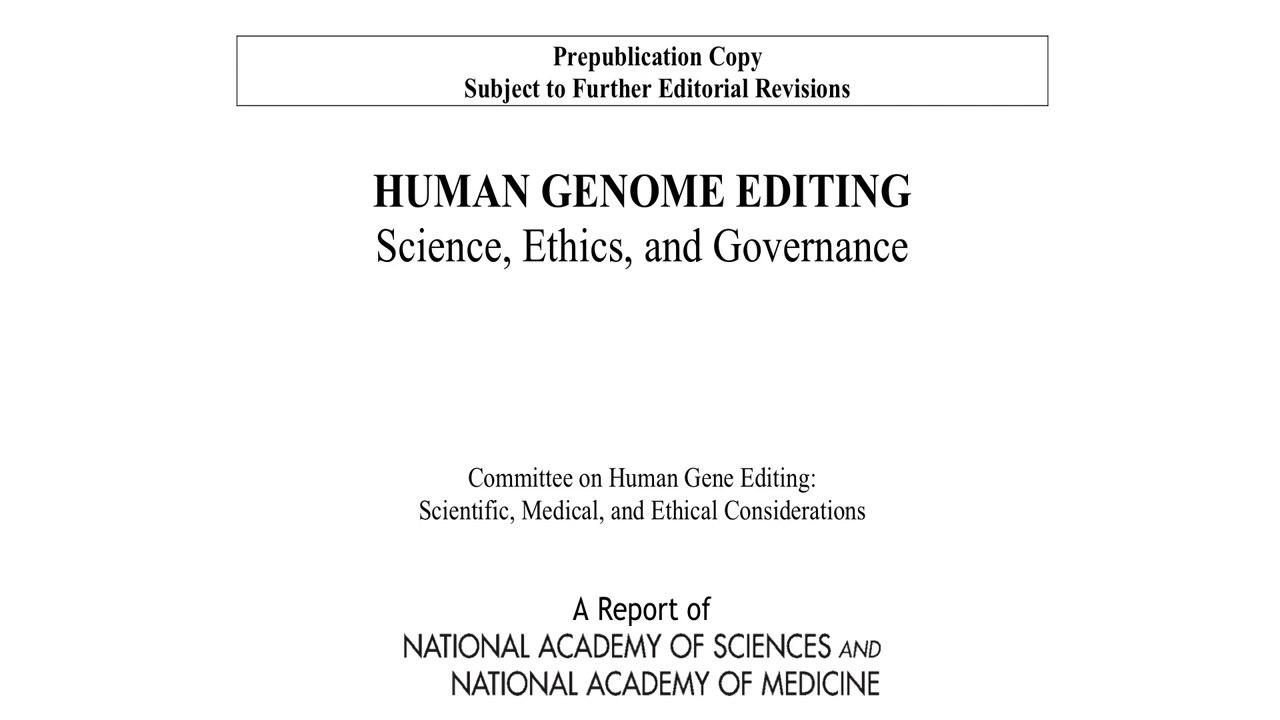 Prepublication Copy
Subject to Further Editorial Revisions
HUMAN GENOME EDITING
Science, Ethics, and Governance
Committee on Human Gene Editing:
Scientific, Medical, and Ethical Considerations
A Report of
NATIONAL ACADEMY OF SCIENCES AND
NATIONAL ACADEMY OF MEDICINE